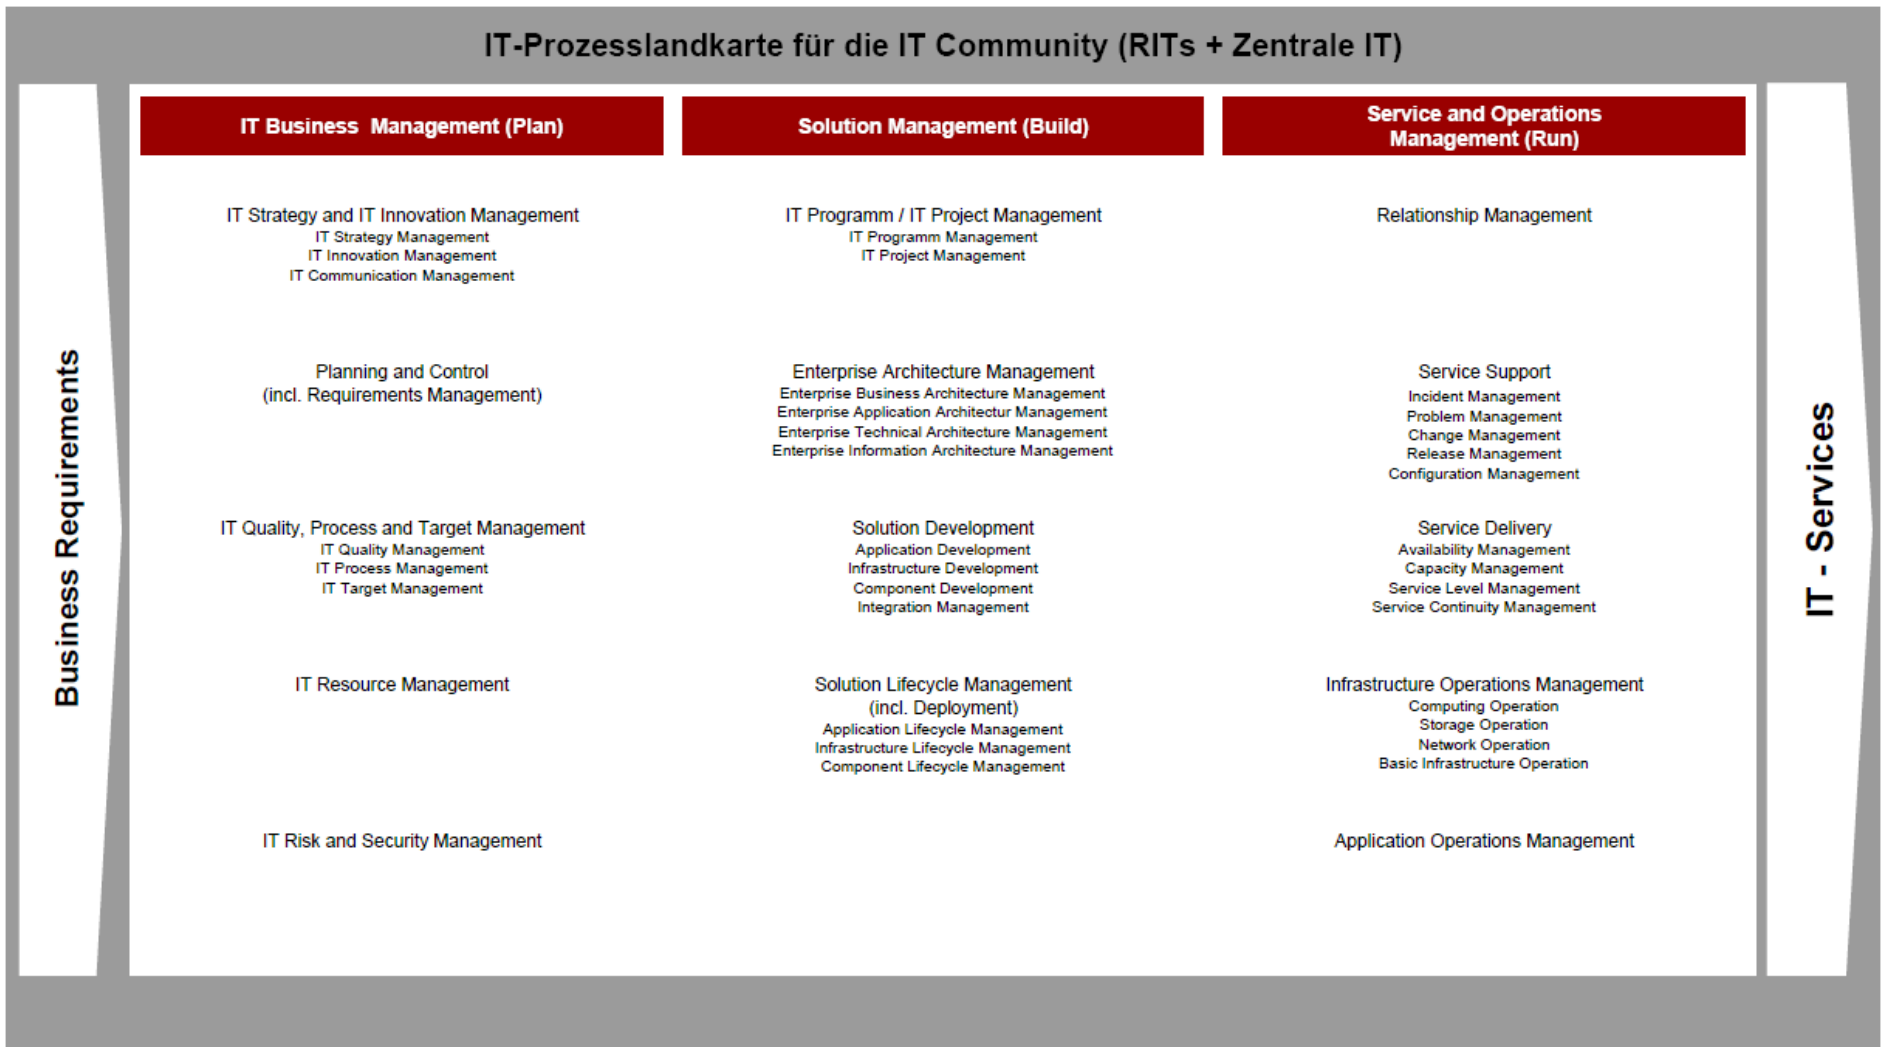 IT-Prozesslandkarte für die IT Community (RITs + Zentrale IT)
Business Requirements
IT Business Management (Plan)
IT Strategy and IT Innovation Management
IT Strategy Management
IT Innovation Management
IT Communication Management
Planning and Control
(incl. Requirements Management)
IT Quality, Process and Target Management
IT Quality Management
IT Process Management
IT Target Management
IT Resource Management
IT Risk and Security Management
Solution Management (Build)
IT Programm / IT Project Management
IT Programm Management
IT Project Management
Enterprise Architecture Management
Enterprise Business Architecture Management
Enterprise Application Architectur Management
Enterprise Technical Architecture Management
Enterprise Information Architecture Management
Solution Development
Application Development
Infrastructure Development
Component Development
Integration Management
Solution Lifecycle Management
(incl. Deployment)
Application Lifecycle Management
Infrastructure Lifecycle Management
Component Lifecycle Management
Service and Operations
Management (Run)
Relationship Management
Service Support
Incident Management
Problem Management
Change Management
Release Management
Configuration Management
Service Delivery
Availability Management
Capacity Management
Service Level Management
Service Continuity Management
Infrastructure Operations Management
Computing Operation
Storage Operation
Network Operation
Basic Infrastructure Operation
Application Operations Management
IT - Services